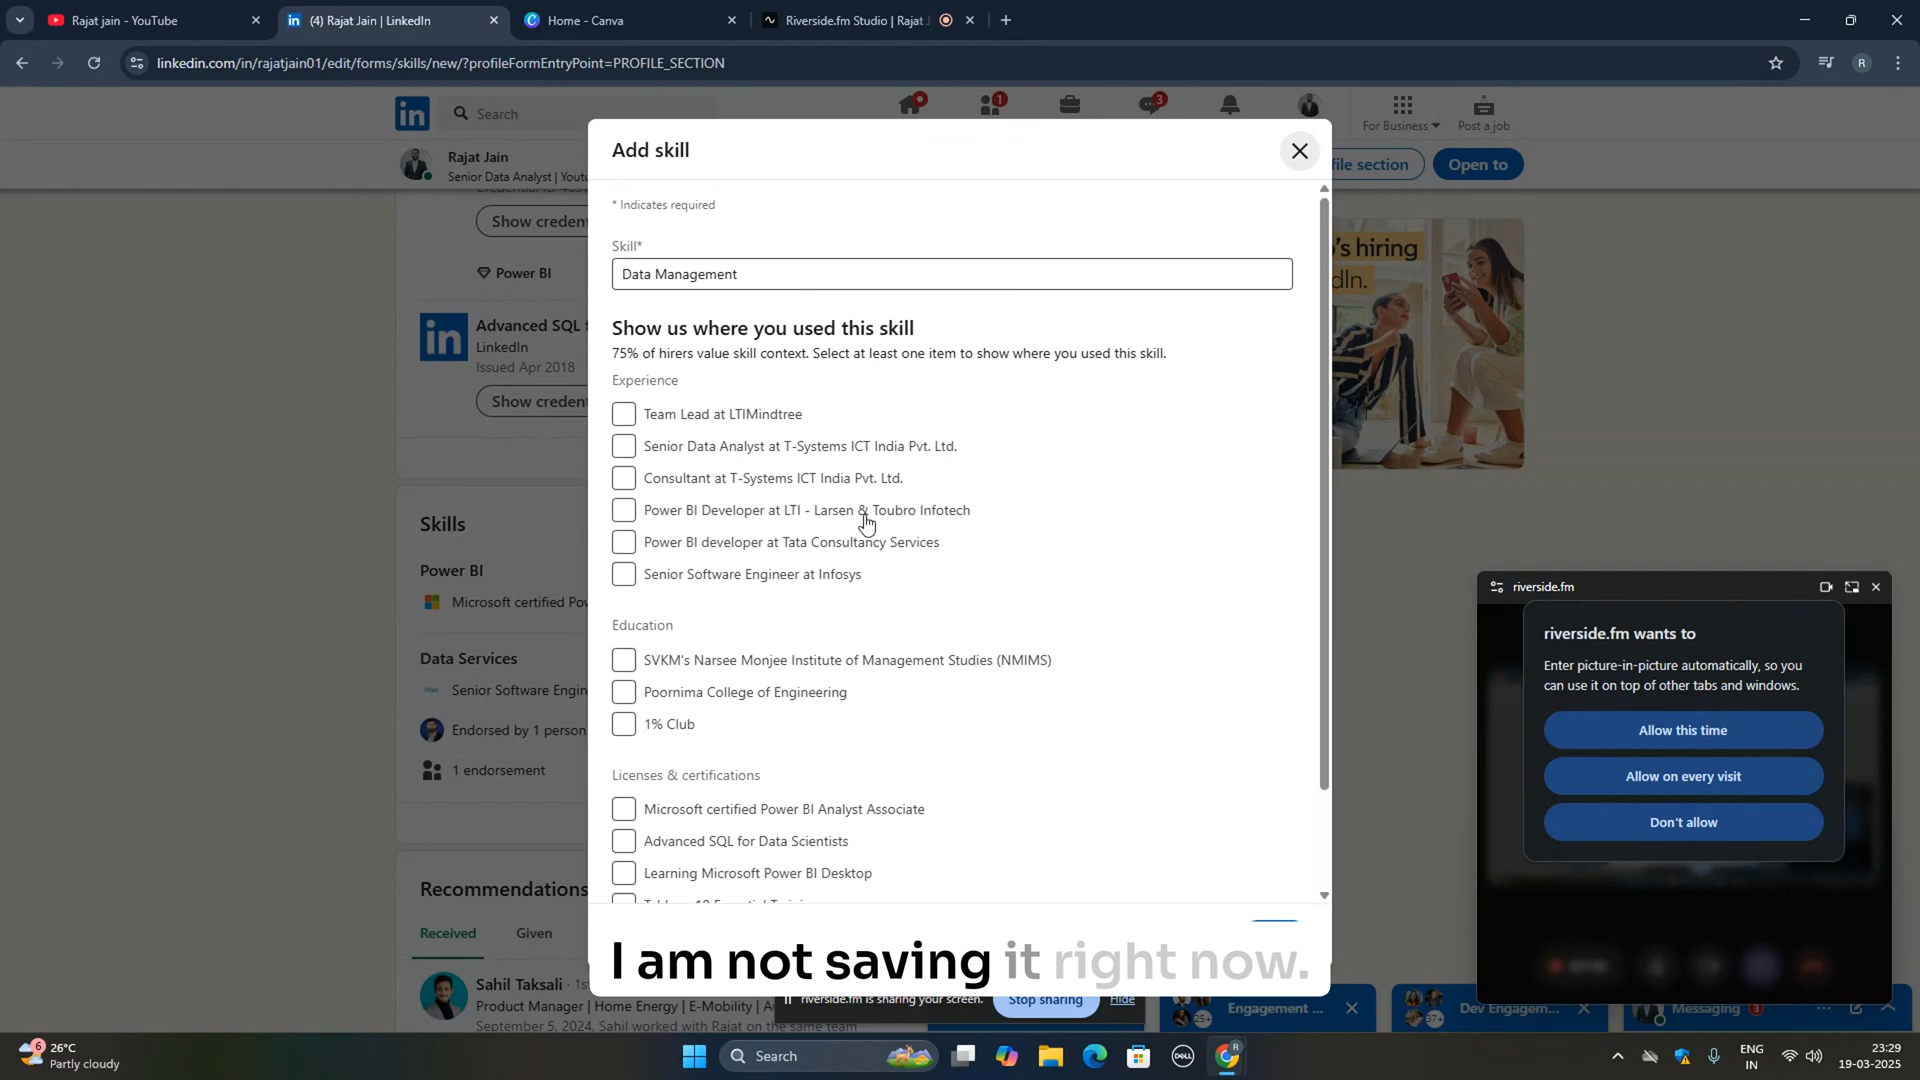 Rajat jain - YouTube
(4) Rajat Jain | LinkedIn
Home - Canva
Riverside.fm Studio | Rajat J
linkedin.com/in/rajatjain01/edit/forms/skills/new/?profileFormEntryPoint=PROFILE_SECTION
R
in
Search
1
3
For Business
Post a job
Rajat Jain
Senior Data Analyst | Youtu
file section
Open to
Show creden
Power BI
in
Advanced SQL
LinkedIn
Issued Apr 2018
Show creden
Skills
Power BI
Microsoft certified Pow
Data Services
Senior Software Engin
Endorsed by 1 person
1 endorsement
Recommendations
Received
Given
Sahil Taksali · 1s
Product Manager | Home Energy | E-Mobility | A
September 5, 2024, Sahil worked with Rajat on the same team
Add skill
* Indicates required
Skill*
Data Management
Show us where you used this skill
75% of hirers value skill context. Select at least one item to show where you used this skill.
Experience
Team Lead at LTIMindtree
Senior Data Analyst at T-Systems ICT India Pvt. Ltd.
Consultant at T-Systems ICT India Pvt. Ltd.
Power BI Developer at LTI - Larsen & Toubro Infotech
Power BI developer at Tata Consultancy Services
Senior Software Engineer at Infosys
Education
SVKM's Narsee Monjee Institute of Management Studies (NMIMS)
Poornima College of Engineering
1% Club
Licenses & certifications
Microsoft certified Power BI Analyst Associate
Advanced SQL for Data Scientists
Learning Microsoft Power BI Desktop
I am not saving it right now.
's hiring
dIn.
riverside.fm
riverside.fm wants to
Enter picture-in-picture automatically, so you
can use it on top of other tabs and windows.
Allow this time
Allow on every visit
Don't allow
riverside.fm is sharing your screen.
Stop sharing
Hide
25+
Engagement ...
37+
Dev Engagem...
Messaging
3
6
26°C
Partly cloudy
Search
DELL
R
ENG
IN
23:29
19-03-2025